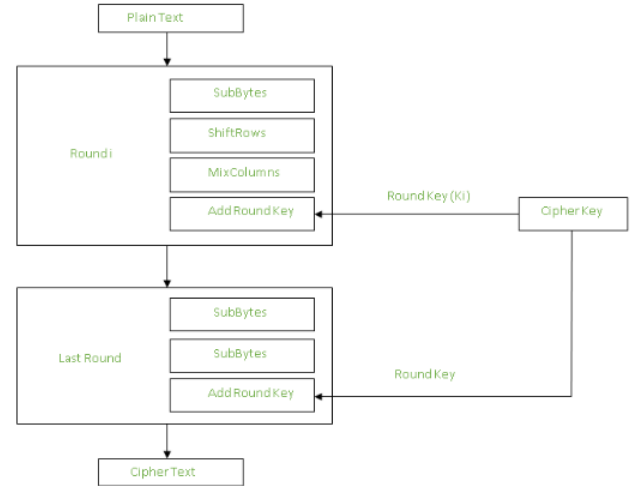 Plain Text
SubBytes
ShiftRows
Round i
MixColumns
Round Key (Ki)
Add Round Key
Cipher Key
SubBytes
Last Round
SubBytes
Round Key
Add Round Key
Cipher Text